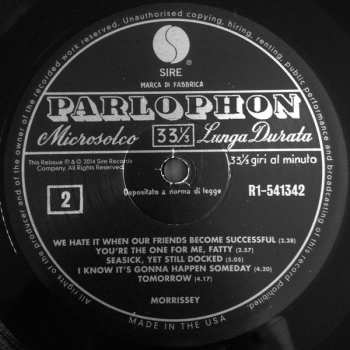 All rights of the producer and of the owner of the recorded work reserved. Unauthorised copying, hiring, renting, public performance and broadcasting of this record prohibited.
SIRE
MARCA DI FABBRICA
PARLOPHON
Microsolco 33⅓ Lunga Durata
This Reissue ℗ & © 2014 Sire Records
Company. All Rights Reserved.
33⅓ giri al minuto
Depositato a norma di legge
R1-541342
2
WE HATE IT WHEN OUR FRIENDS BECOME SUCCESSFUL (2.38)
YOU'RE THE ONE FOR ME, FATTY (2.57)
SEASICK, YET STILL DOCKED (5.05)
I KNOW IT'S GONNA HAPPEN SOMEDAY (4.20)
TOMORROW (4.17)
MORRISSEY
MADE IN THE USA